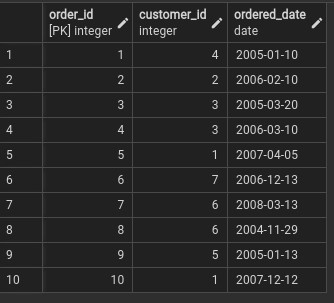 order_id customer_id ordered_date
[PK] integer integer date
1 1 4 2005-01-10
2 2 2 2006-02-10
3 3 3 2005-03-20
4 4 3 2006-03-10
5 5 1 2007-04-05
6 6 7 2006-12-13
7 7 6 2008-03-13
8 8 6 2004-11-29
9 9 5 2005-01-13
10 10 1 2007-12-12